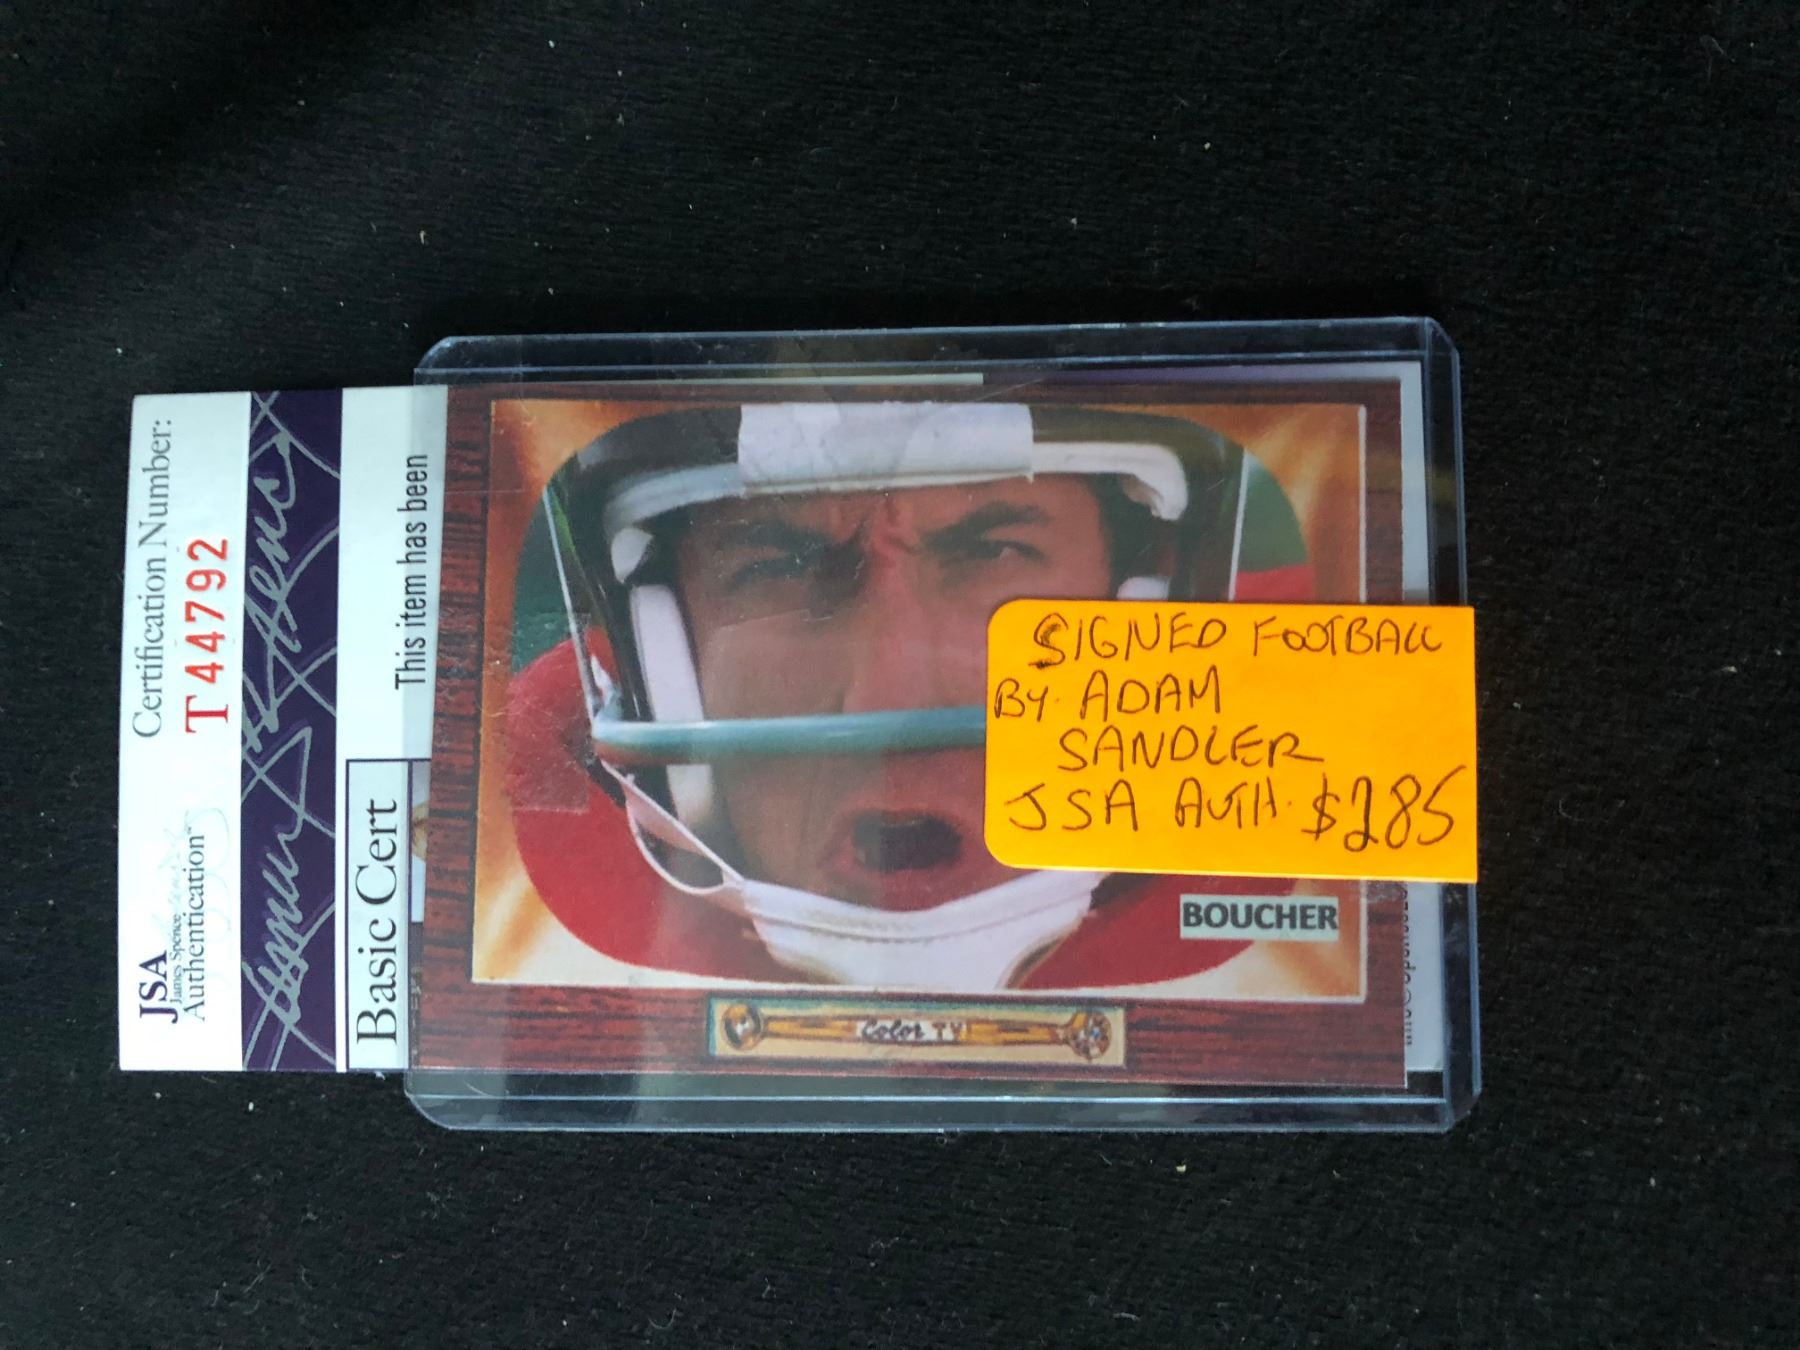 Certification Number:
T 44792
JSA
James Spence
Authentication™
Basic Cert
This item has been
SIGNED FOOTBALL
BY. ADAM
SANDLER
JSA AUTH. $285
BOUCHER
Color TV